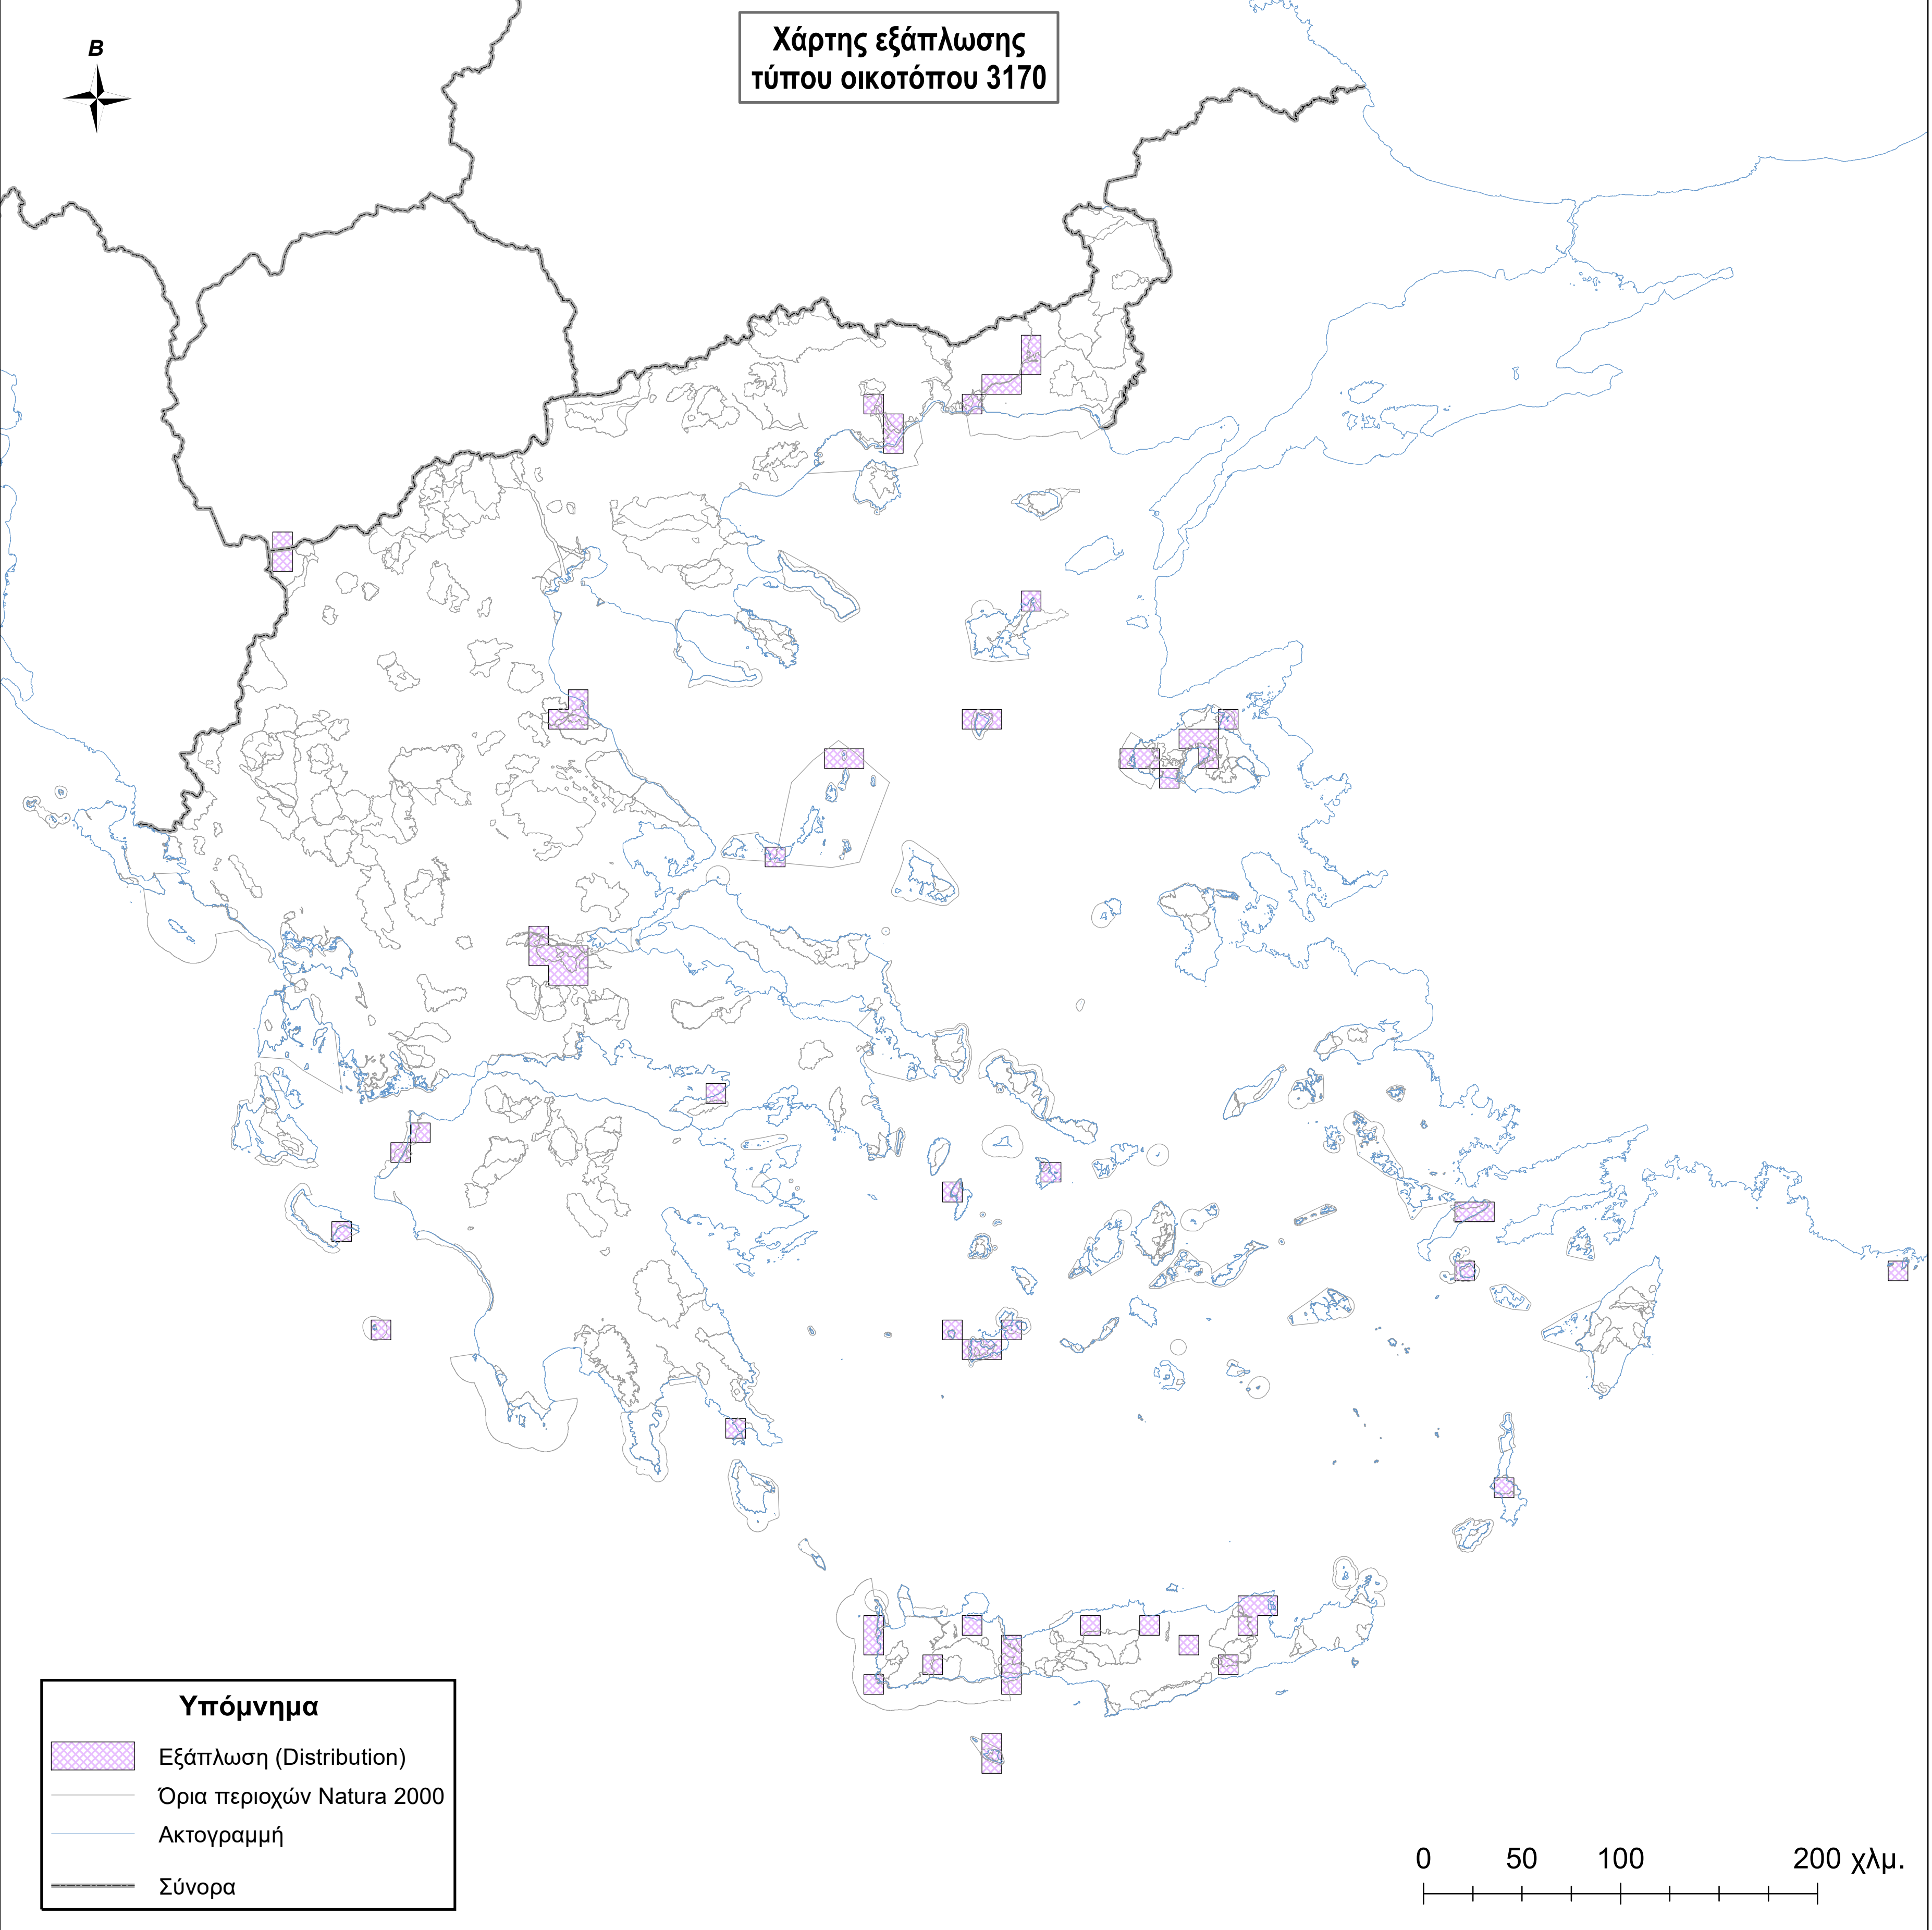 Χάρτης εξάπλωσης
τύπου οικοτόπου 3170
Β
Υπόμνημα
Εξάπλωση (Distribution)
Όρια περιοχών Natura 2000
Ακτογραμμή
Σύνορα
0 50 100 200 χλμ.